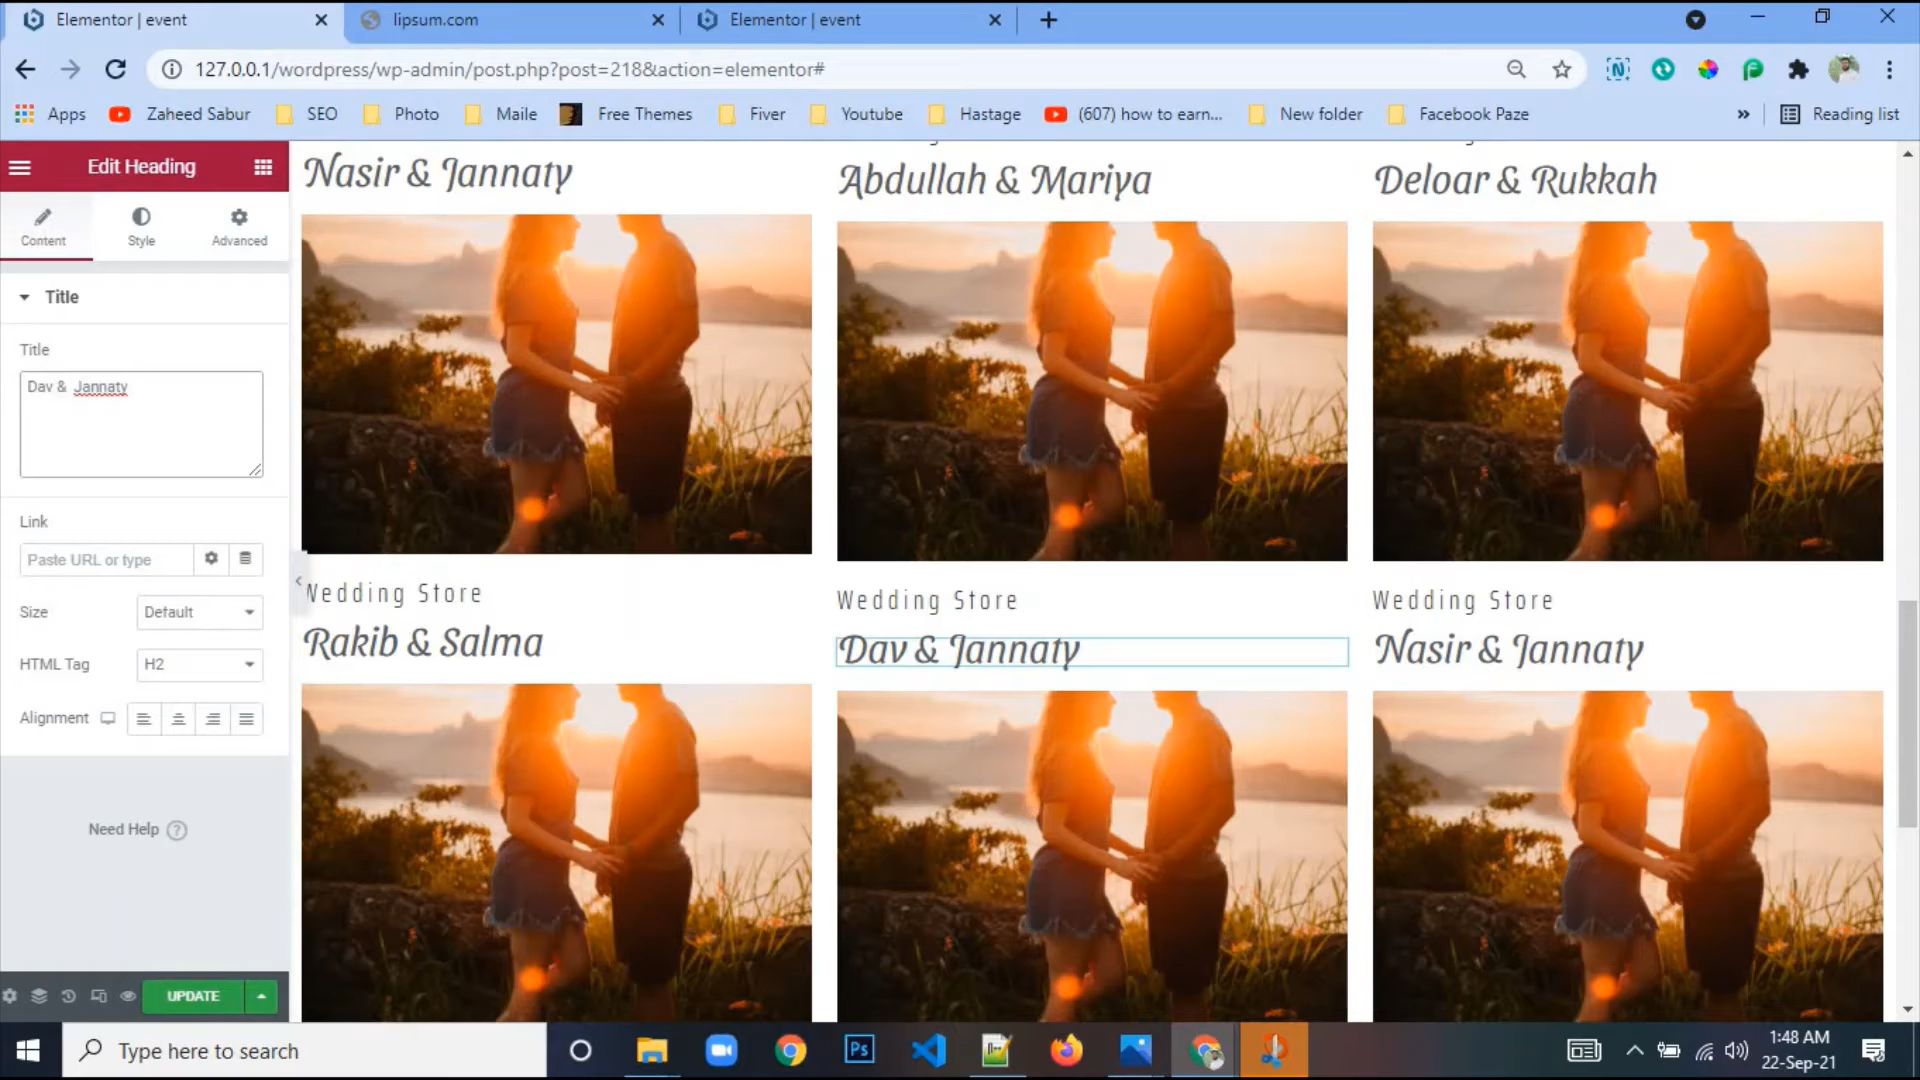 Elementor | event
lipsum.com
Elementor | event
127.0.0.1/wordpress/wp-admin/post.php?post=218&action=elementor#
Apps
Zaheed Sabur
SEO
Photo
Maile
Free Themes
Fiver
Youtube
Hastage
(607) how to earn...
New folder
Facebook Paze
»
Reading list
Edit Heading
Content
Style
Advanced
Title
Title
Dav & Jannaty
Link
Paste URL or type
Size
Default
HTML Tag
H2
Alignment
Need Help
?
UPDATE
Nasir & Jannaty
Abdullah & Mariya
Deloar & Rukkah
Wedding Store
Wedding Store
Wedding Store
Rakib & Salma
Dav & Jannaty
Nasir & Jannaty
Type here to search
Ps
1:48 AM
22-Sep-21